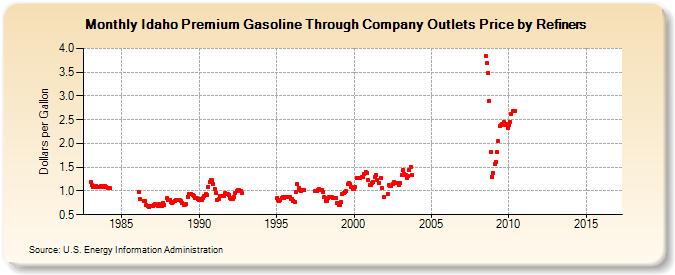 Monthly Idaho Premium Gasoline Through Company Outlets Price by Refiners
Dollars per Gallon
4.0
3.5
3.0
2.5
2.0
1.5
1.0
0.5
1985 1990 1995 2000 2005 2010 2015
Source: U.S. Energy Information Administration